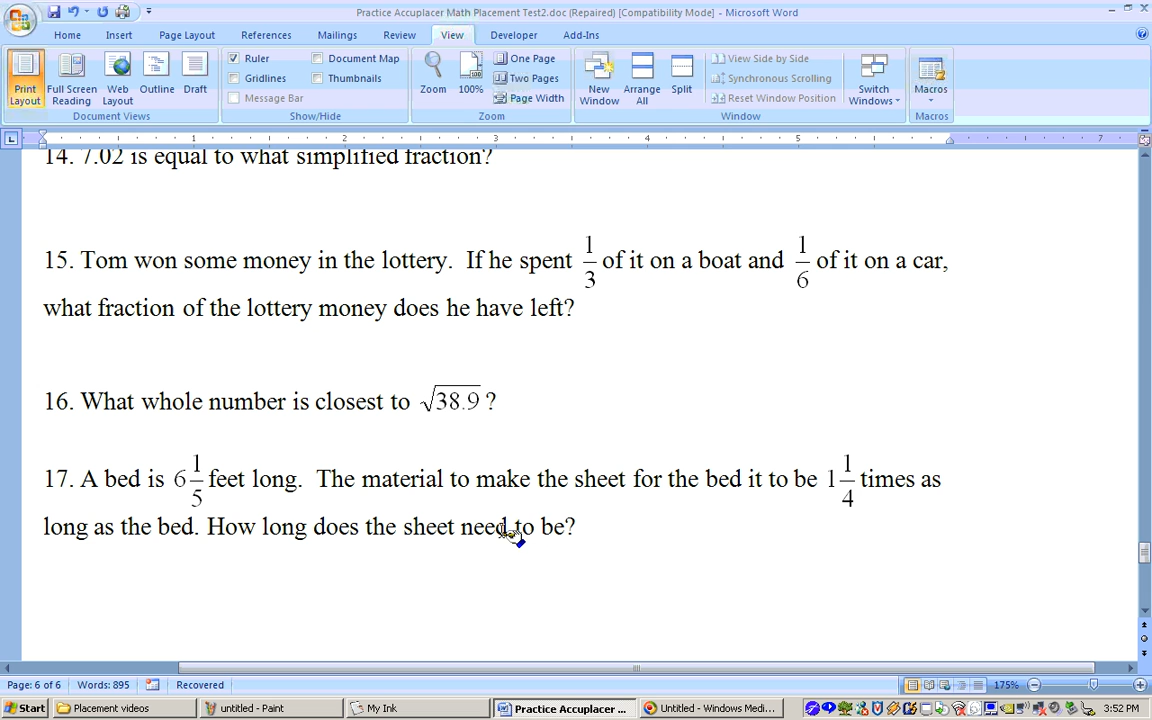 Practice Accuplacer Math Placement Test2.doc (Repaired) [Compatibility Mode] - Microsoft Word
Home Insert Page Layout References Mailings Review View Developer Add-Ins
Print Layout Full Screen Reading Web Layout Outline Draft
Document Views
Ruler Document Map
Gridlines Thumbnails
Message Bar
Show/Hide
Zoom 100% One Page
Two Pages
Page Width
Zoom
New Window Arrange All Split
View Side by Side
Synchronous Scrolling
Reset Window Position
Switch Windows
Window
Macros
Macros
1 2 3 4 5 7
14. 7.02 is equal to what simplified fraction?
15. Tom won some money in the lottery. If he spent 1/3 of it on a boat and 1/6 of it on a car,
what fraction of the lottery money does he have left?
16. What whole number is closest to √38.9 ?
17. A bed is 6 1/5 feet long. The material to make the sheet for the bed it to be 1 1/4 times as
long as the bed. How long does the sheet need to be?
Page: 6 of 6 Words: 895 Recovered 175%
Start Placement videos untitled - Paint My Ink Practice Accuplacer ... Untitled - Windows Medi... 3:52 PM